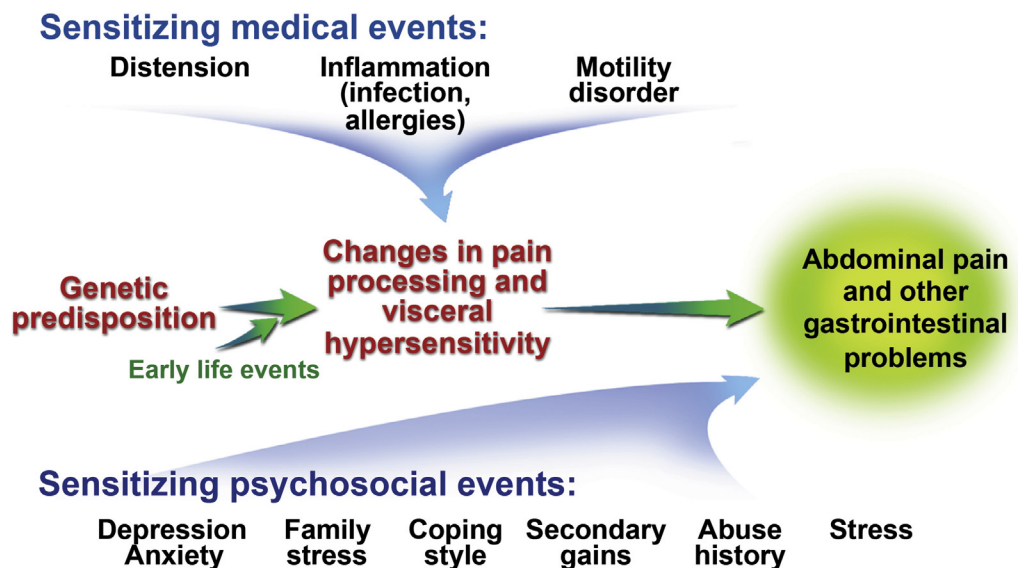 Sensitizing medical events:
Distension
Inflammation
(infection,
allergies)
Motility
disorder
Genetic
predisposition
Early life events
Changes in pain
processing and
visceral
hypersensitivity
Abdominal pain
and other
gastrointestinal
problems
Sensitizing psychosocial events:
Depression
Anxiety
Family
stress
Coping
style
Secondary
gains
Abuse
history
Stress